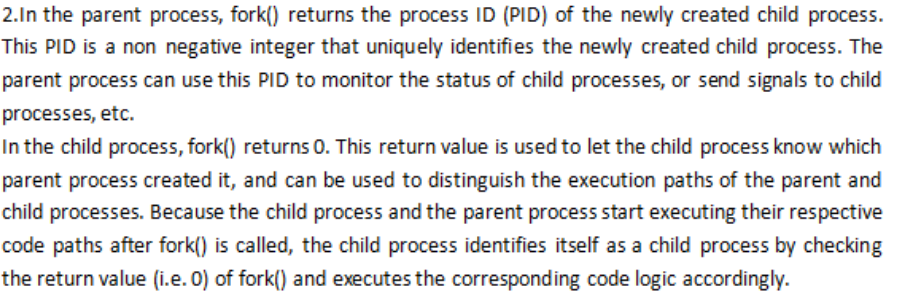 2.In the parent process, fork() returns the process ID (PID) of the newly created child process.
This PID is a non negative integer that uniquely identifies the newly created child process. The
parent process can use this PID to monitor the status of child processes, or send signals to child
processes, etc.
In the child process, fork() returns 0. This return value is used to let the child process know which
parent process created it, and can be used to distinguish the execution paths of the parent and
child processes. Because the child process and the parent process start executing their respective
code paths after fork() is called, the child process identifies itself as a child process by checking
the return value (i.e. 0) of fork() and executes the corresponding code logic accordingly.